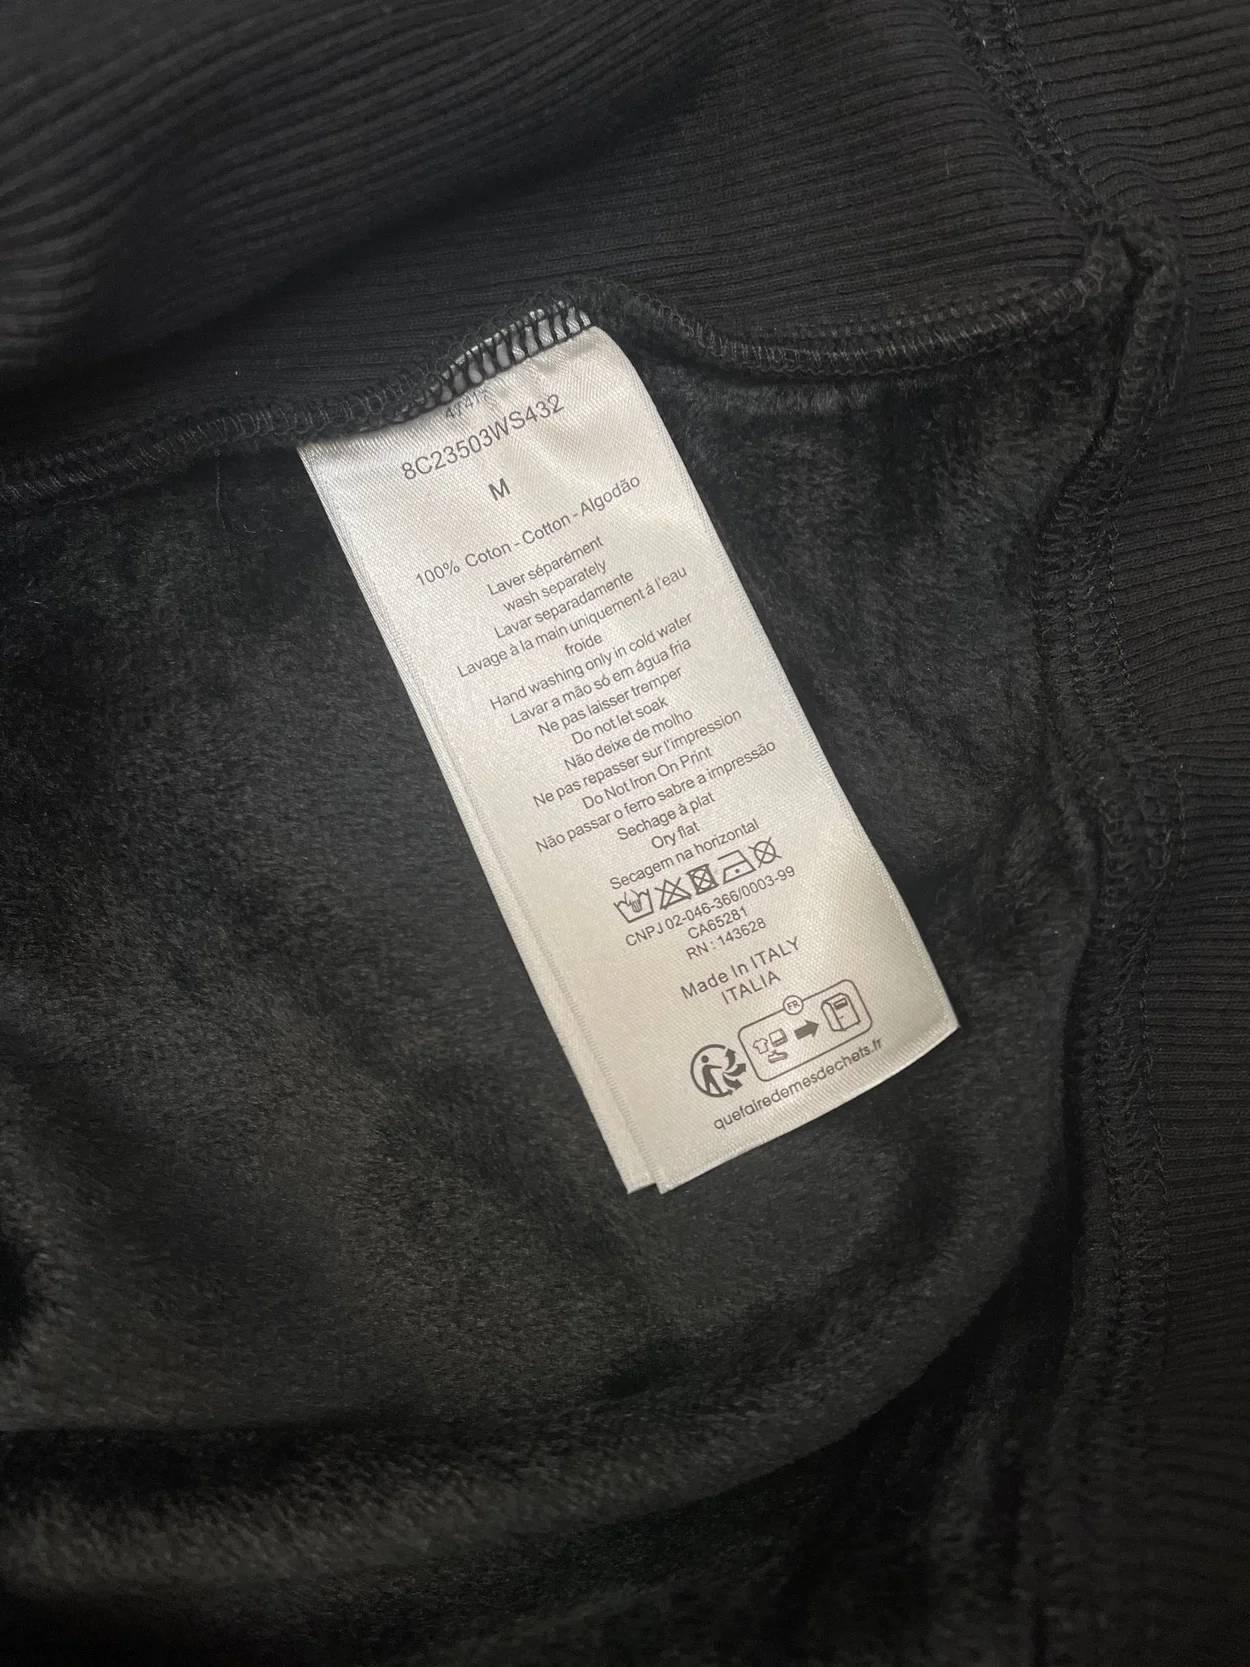 8C23503WS432
M
100% Coton - Cotton - Algodão
Laver séparément
wash separately
Lavar separadamente
Lavage à la main uniquement á l'eau
froide
Hand washing only in cold water
Lavar a mão só em água fria
Ne pas laisser tremper
Do not let soak
Não deixe de molho
Ne pas repasser sur l'impression
Do Not Iron On Print
Não passar o ferro sabre a impressão
Sechage à plat
Ory flat
Secagem na horizontal
CNPJ 02-046-366/0003-99
CA65281
RN : 143628
Made In ITALY
ITALIA
FR
quefairedemesdechets.fr